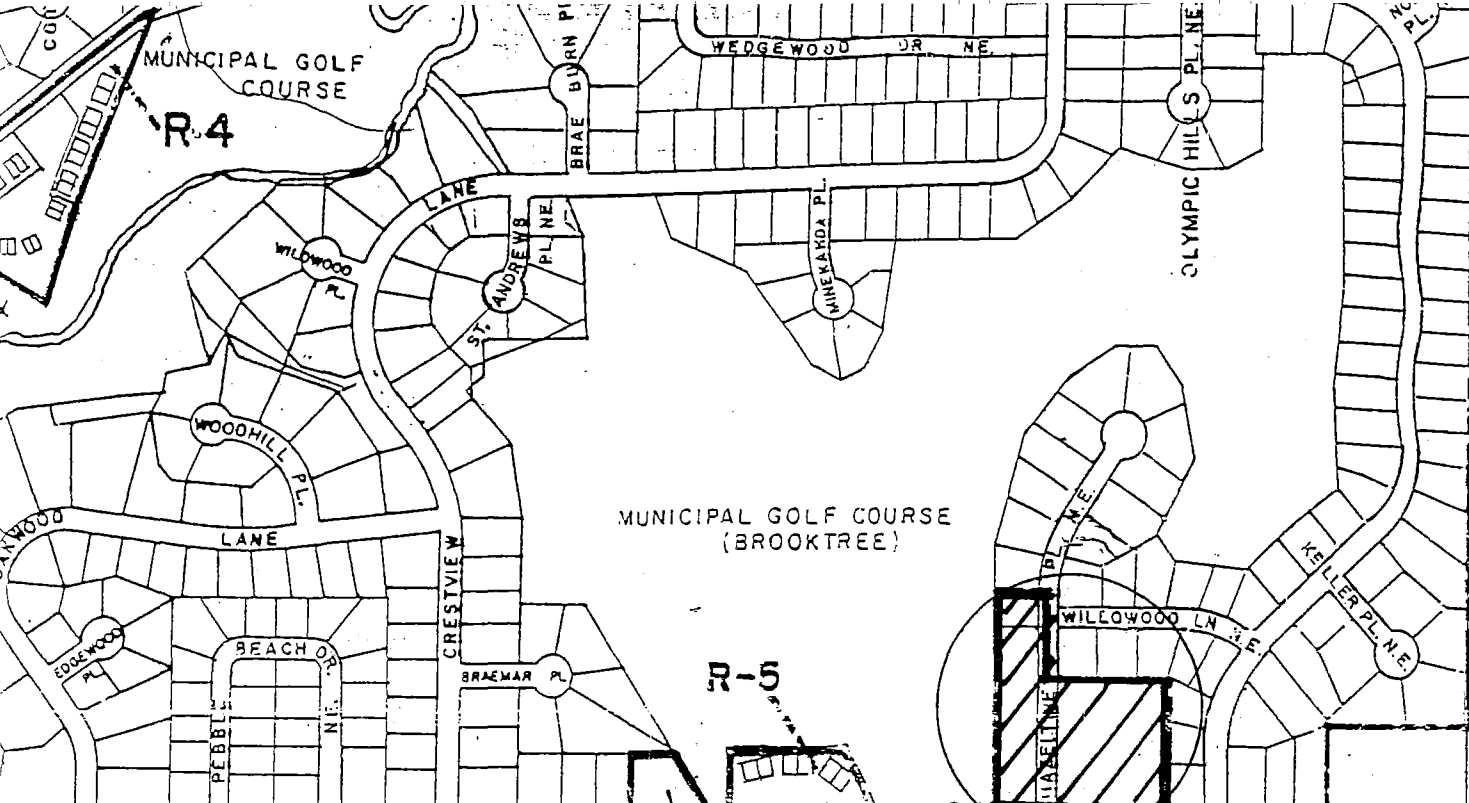 MUNICIPAL GOLF
COURSE
R-4
BRAE BURN PL
WEDGEWOOD DR NE.
OLYMPIC HILLS PL. NE.
LANE
WILDWOOD
PL.
ST. ANDREWS
PL. NE.
MINEKAHDA PL.
WOODHILL PL.
LANE
CRESTVIEW
MUNICIPAL GOLF COURSE
(BROOKTREE)
PL. N.E.
KELLER PL. N.E.
WILLOWOOD LN N.E.
EDGEWOOD
PL
BEACH DR.
NE.
PEBBL
BRAEMAR PL
R-5
HAZELTINE